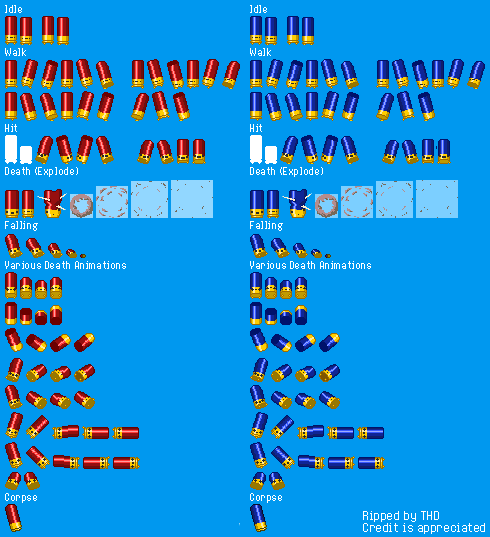 Idle
Idle
Walk
Walk
Hit
Hit
Death (Explode)
Death (Explode)
Falling
Falling
Various Death Animations
Various Death Animations
Corpse
Corpse
Ripped by THD
Credit is appreciated